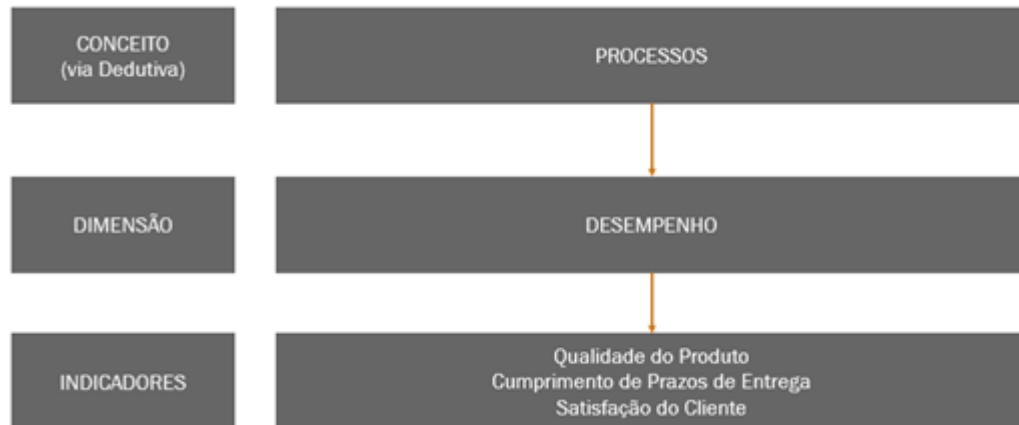 CONCEITO
(via Dedutiva)
PROCESSOS
DIMENSÃO
DESEMPENHO
INDICADORES
Qualidade do Produto
Cumprimento de Prazos de Entrega
Satisfação do Cliente